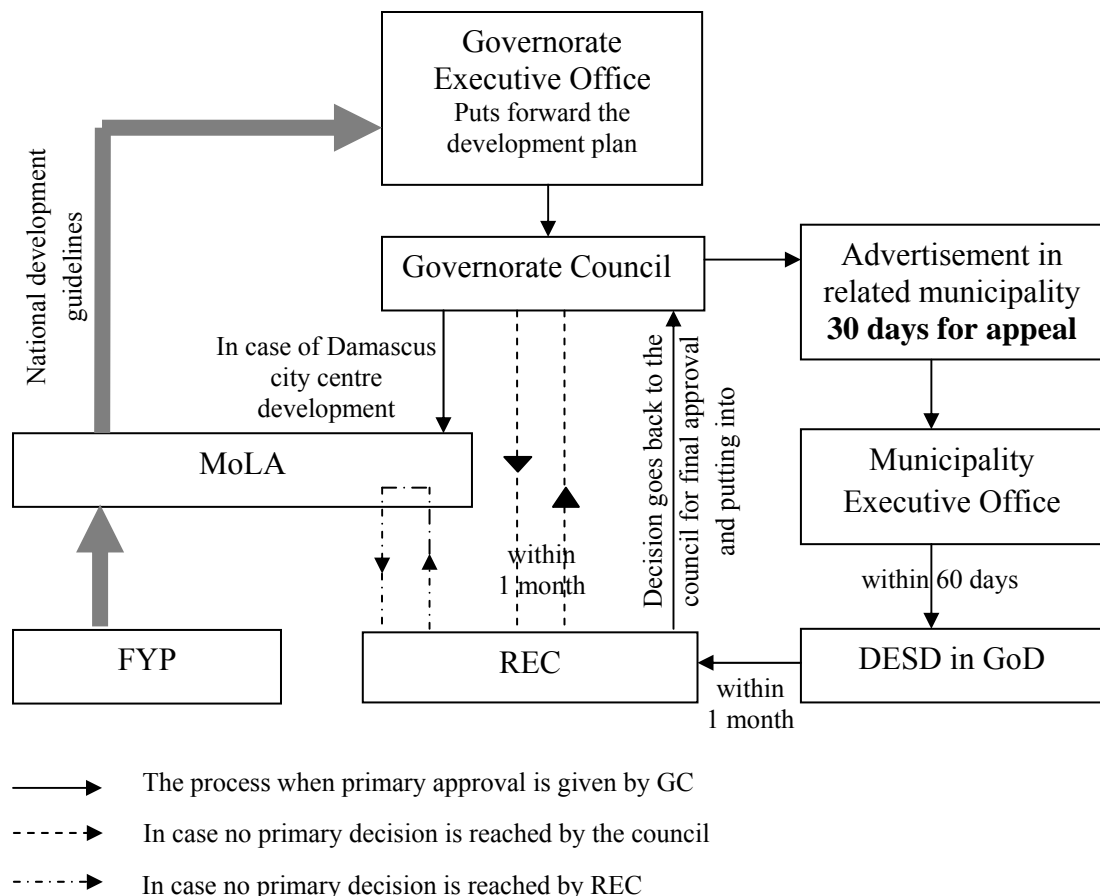 Governorate
Executive Office
Puts forward the
development plan
National development
guidelines
Governorate Council
Advertisement in
related municipality
30 days for appeal
In case of Damascus
city centre
development
Decision goes back to the
council for final approval
and putting into
MoLA
Municipality
Executive Office
within
1 month
within 60 days
FYP
REC
DESD in GoD
within
1 month
The process when primary approval is given by GC
In case no primary decision is reached by the council
In case no primary decision is reached by REC